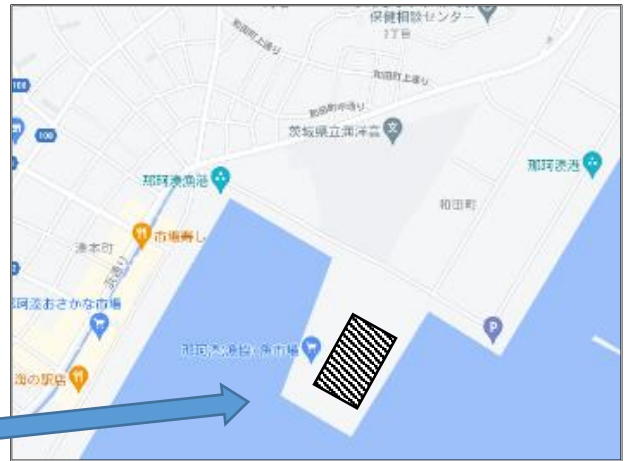 保健相談センター
2丁目
和田町上通り
和田町上通り
和田町中通り
茨城県立海洋高
108
108
那珂湊漁港
那珂湊港
和田町
市場寿し
湊本町
浜通り
那珂湊おさかな市場
那珂湊漁協 魚市場
海の駅店
P